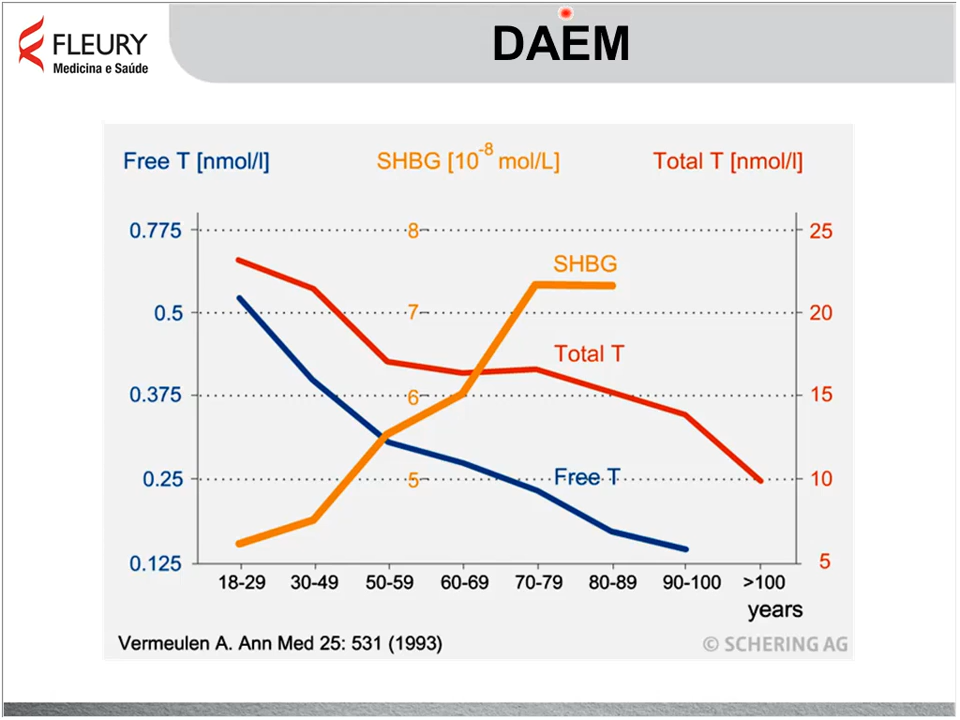 FLEURY
Medicina e Saúde
DAEM
Free T [nmol/l]
SHBG [10-8 mol/L]
Total T [nmol/l]
0.775
8
25
SHBG
0.5
7
20
Total T
0.375
6
15
0.25
5
Free T
10
0.125
5
18-29
30-49
50-59
60-69
70-79
80-89
90-100
>100
years
Vermeulen A. Ann Med 25: 531 (1993)
© SCHERING AG